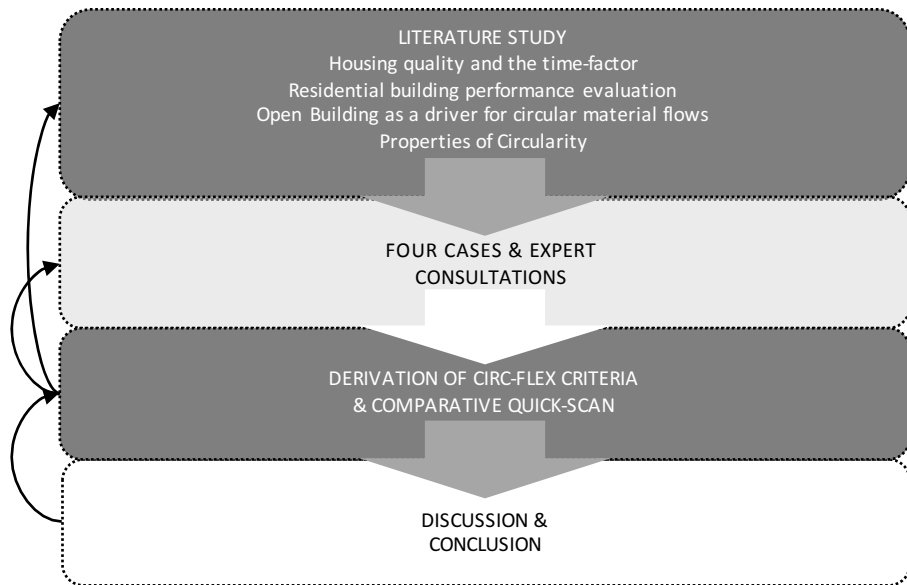 LITERATURE STUDY
Housing quality and the time-factor
Residential building performance evaluation
Open Building as a driver for circular material flows
Properties of Circularity
FOUR CASES & EXPERT
CONSULTATIONS
DERIVATION OF CIRC-FLEX CRITERIA
& COMPARATIVE QUICK-SCAN
DISCUSSION &
CONCLUSION